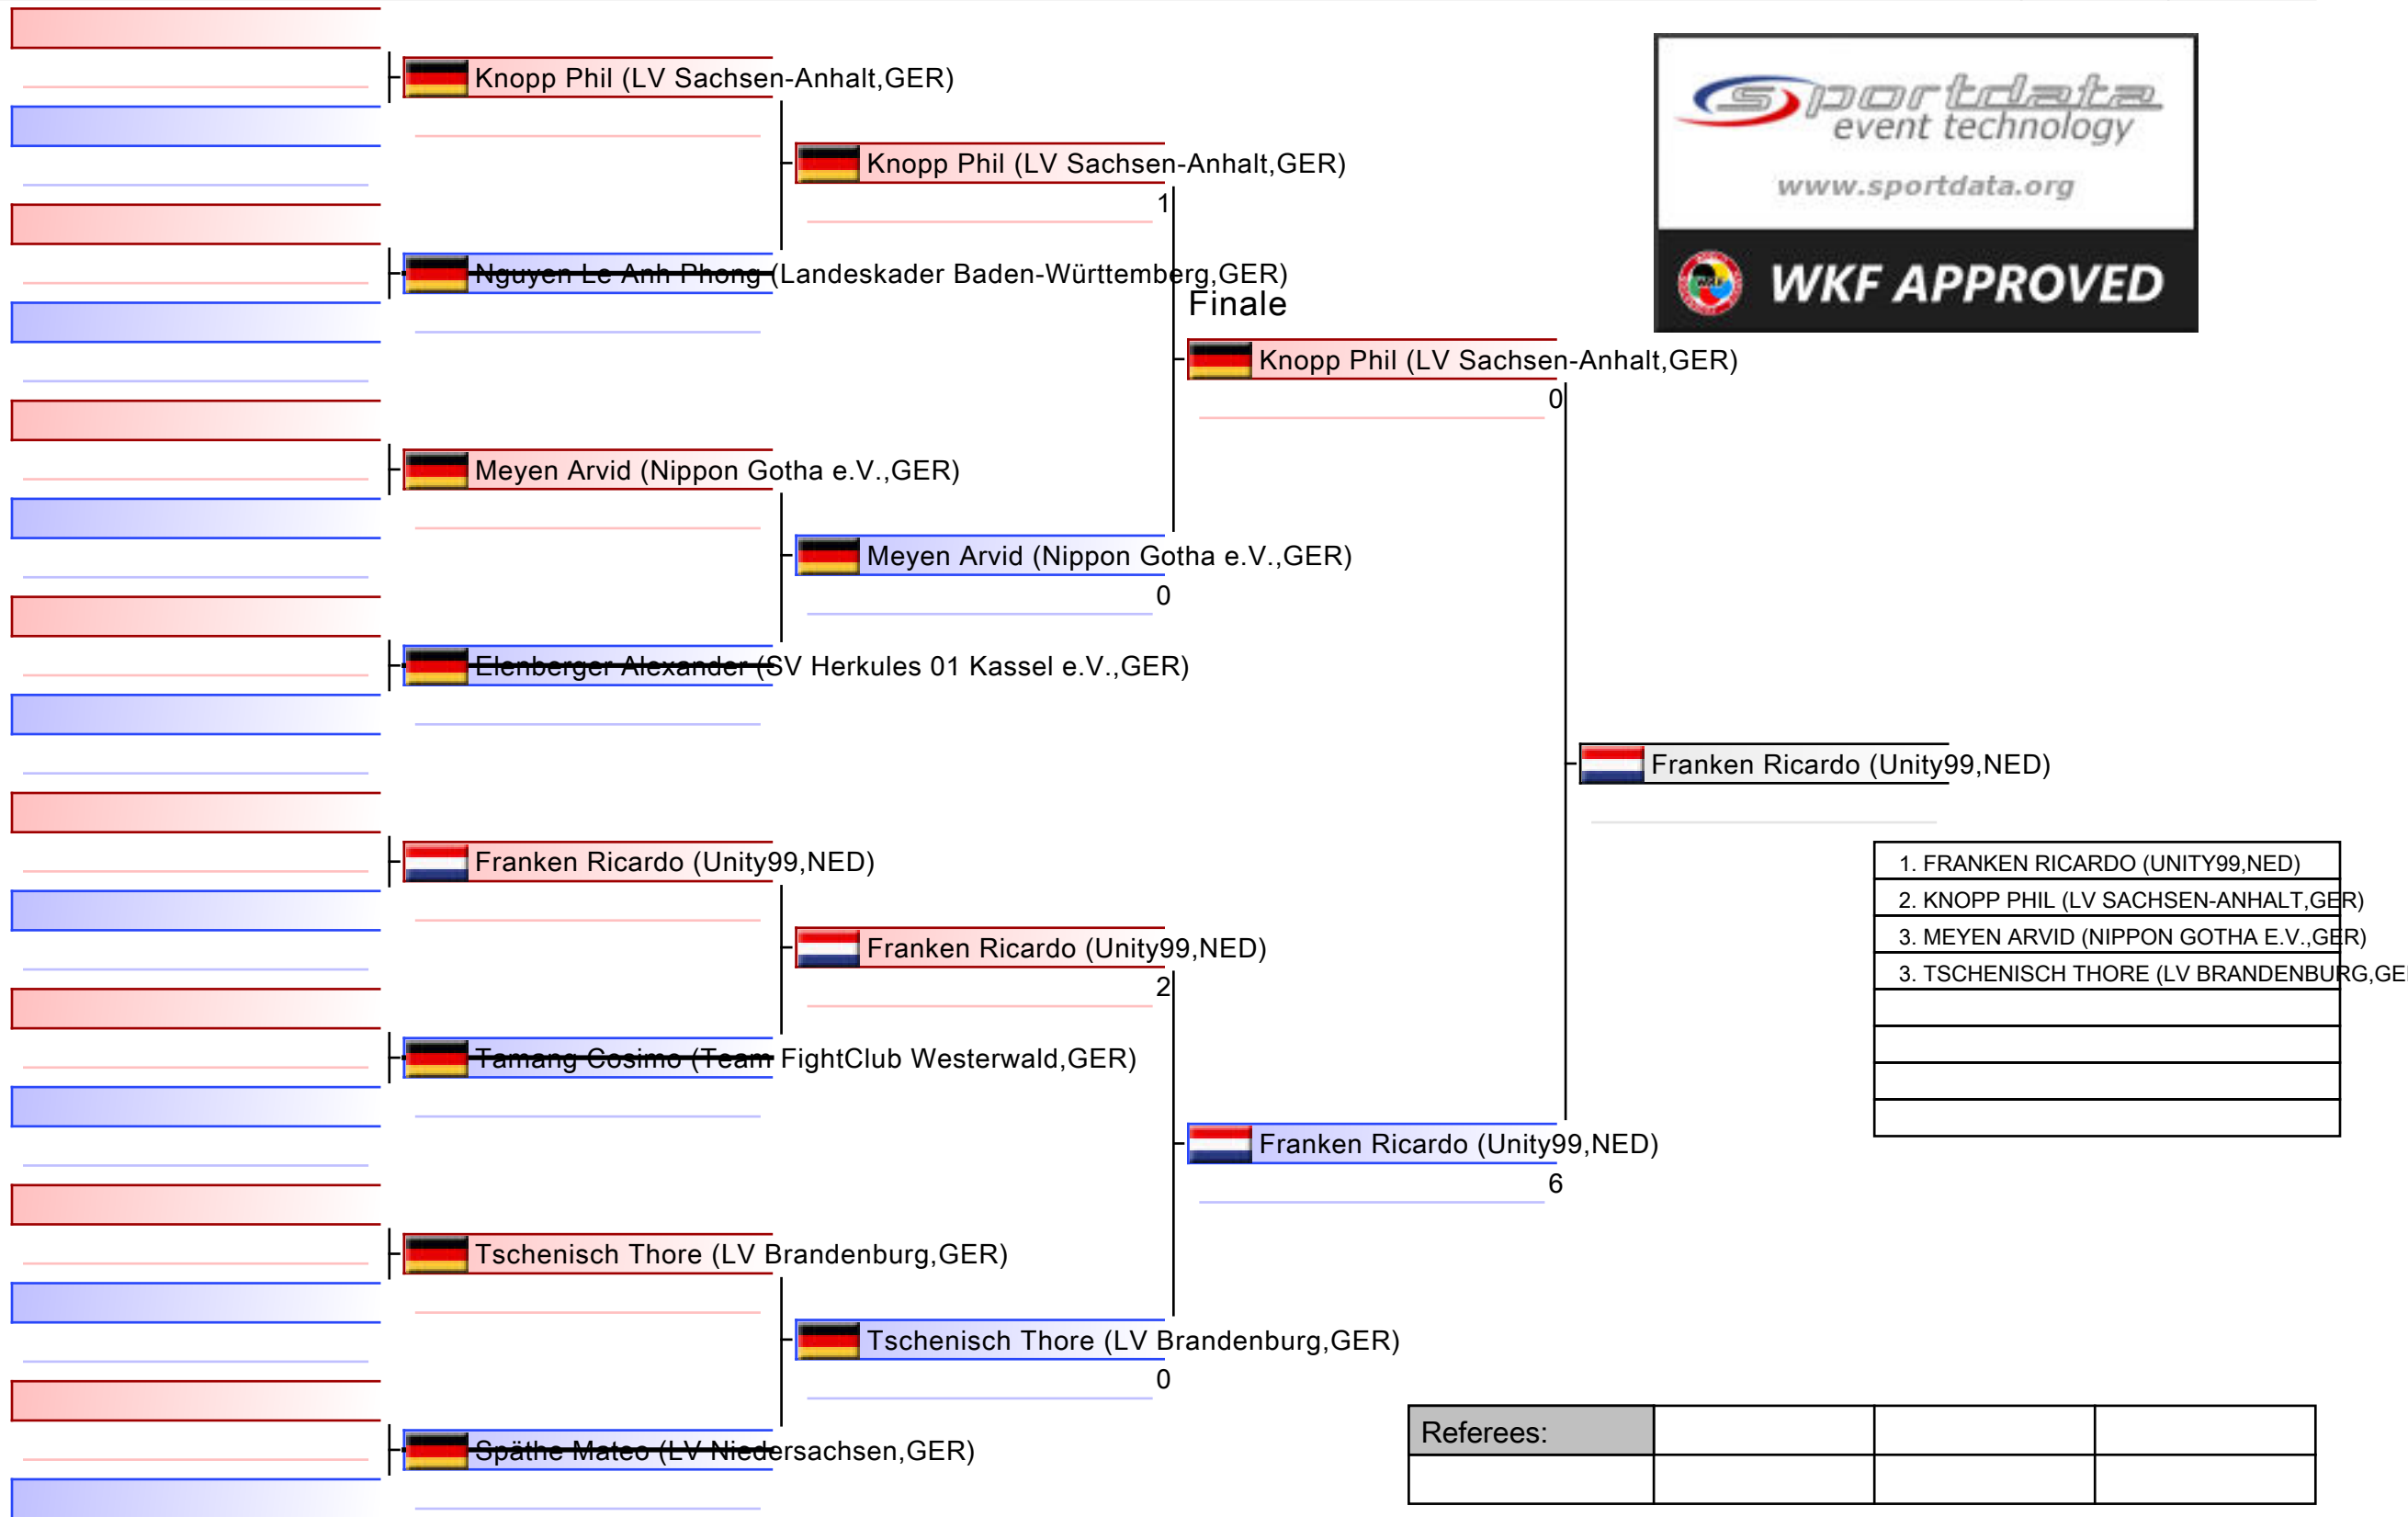 Knopp Phil (LV Sachsen-Anhalt,GER)
Nguyen Le Anh Phong (Landeskader Baden-Württemberg,GER)
Meyen Arvid (Nippon Gotha e.V.,GER)
Elenberger Alexander (SV Herkules 01 Kassel e.V.,GER)
Franken Ricardo (Unity99,NED)
Tamang Cosimo (Team FightClub Westerwald,GER)
Tschenisch Thore (LV Brandenburg,GER)
Späthe Mateo (LV Niedersachsen,GER)
Knopp Phil (LV Sachsen-Anhalt,GER)
1
Meyen Arvid (Nippon Gotha e.V.,GER)
0
Franken Ricardo (Unity99,NED)
2
Tschenisch Thore (LV Brandenburg,GER)
0
Finale
Knopp Phil (LV Sachsen-Anhalt,GER)
0
Franken Ricardo (Unity99,NED)
6
Franken Ricardo (Unity99,NED)
sportdata
event technology
www.sportdata.org
WKF APPROVED
1. FRANKEN RICARDO (UNITY99,NED)
2. KNOPP PHIL (LV SACHSEN-ANHALT,GER)
3. MEYEN ARVID (NIPPON GOTHA E.V.,GER)
3. TSCHENISCH THORE (LV BRANDENBURG,GE
Referees: